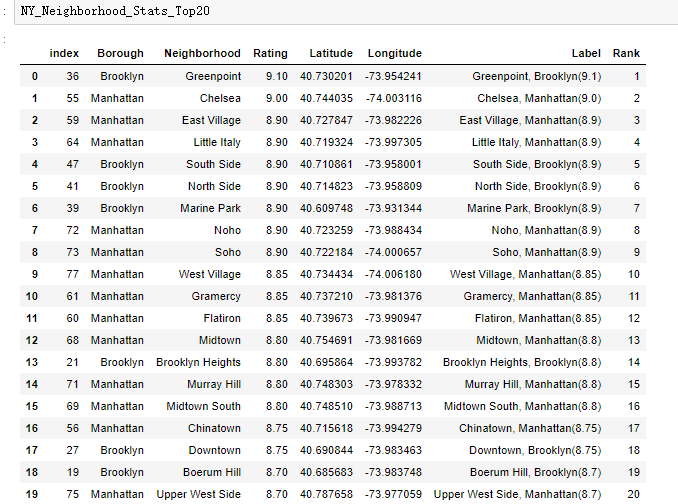 : NY_Neighborhood_Stats_Top20
:
index Borough Neighborhood Rating Latitude Longitude Label Rank
0 36 Brooklyn Greenpoint 9.10 40.730201 -73.954241 Greenpoint, Brooklyn(9.1) 1
1 55 Manhattan Chelsea 9.00 40.744035 -74.003116 Chelsea, Manhattan(9.0) 2
2 59 Manhattan East Village 8.90 40.727847 -73.982226 East Village, Manhattan(8.9) 3
3 64 Manhattan Little Italy 8.90 40.719324 -73.997305 Little Italy, Manhattan(8.9) 4
4 47 Brooklyn South Side 8.90 40.710861 -73.958001 South Side, Brooklyn(8.9) 5
5 41 Brooklyn North Side 8.90 40.714823 -73.958809 North Side, Brooklyn(8.9) 6
6 39 Brooklyn Marine Park 8.90 40.609748 -73.931344 Marine Park, Brooklyn(8.9) 7
7 72 Manhattan Noho 8.90 40.723259 -73.988434 Noho, Manhattan(8.9) 8
8 73 Manhattan Soho 8.90 40.722184 -74.000657 Soho, Manhattan(8.9) 9
9 77 Manhattan West Village 8.85 40.734434 -74.006180 West Village, Manhattan(8.85) 10
10 61 Manhattan Gramercy 8.85 40.737210 -73.981376 Gramercy, Manhattan(8.85) 11
11 60 Manhattan Flatiron 8.85 40.739673 -73.990947 Flatiron, Manhattan(8.85) 12
12 68 Manhattan Midtown 8.80 40.754691 -73.981669 Midtown, Manhattan(8.8) 13
13 21 Brooklyn Brooklyn Heights 8.80 40.695864 -73.993782 Brooklyn Heights, Brooklyn(8.8) 14
14 71 Manhattan Murray Hill 8.80 40.748303 -73.978332 Murray Hill, Manhattan(8.8) 15
15 69 Manhattan Midtown South 8.80 40.748510 -73.988713 Midtown South, Manhattan(8.8) 16
16 56 Manhattan Chinatown 8.75 40.715618 -73.994279 Chinatown, Manhattan(8.75) 17
17 27 Brooklyn Downtown 8.75 40.690844 -73.983463 Downtown, Brooklyn(8.75) 18
18 19 Brooklyn Boerum Hill 8.70 40.685683 -73.983748 Boerum Hill, Brooklyn(8.7) 19
19 75 Manhattan Upper West Side 8.70 40.787658 -73.977059 Upper West Side, Manhattan(8.7) 20